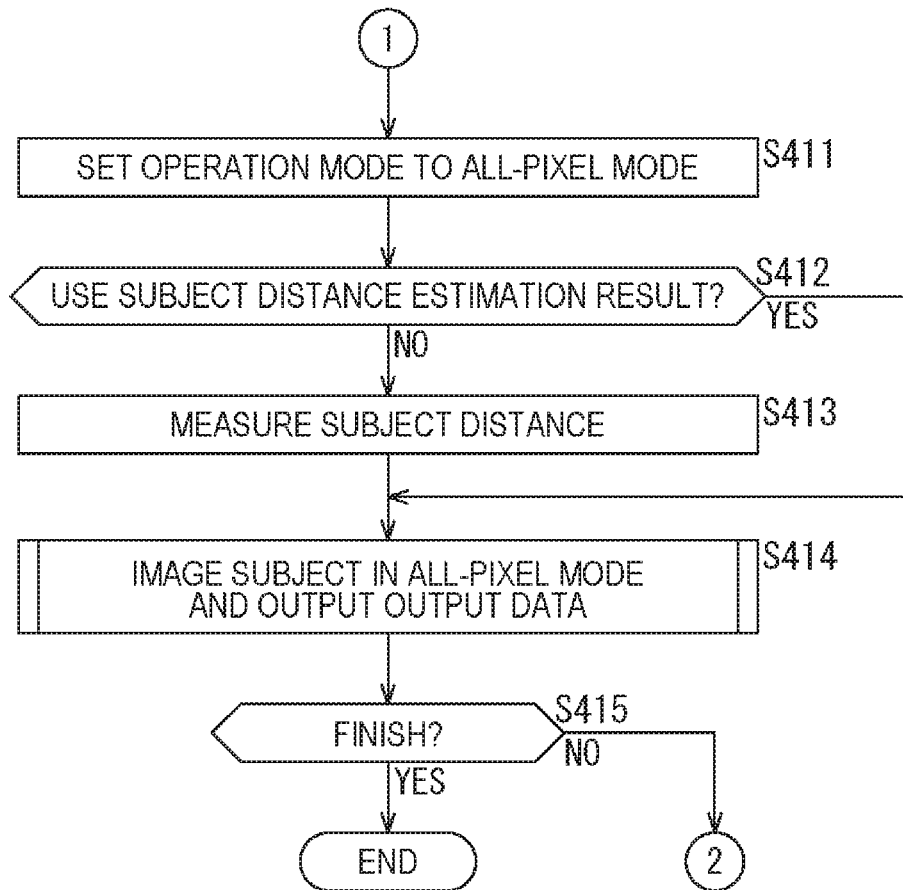 1
SET OPERATION MODE TO ALL-PIXEL MODE
S411
USE SUBJECT DISTANCE ESTIMATION RESULT?
S412
YES
NO
MEASURE SUBJECT DISTANCE
S413
IMAGE SUBJECT IN ALL-PIXEL MODE
AND OUTPUT OUTPUT DATA
S414
FINISH?
S415
NO
YES
END
2